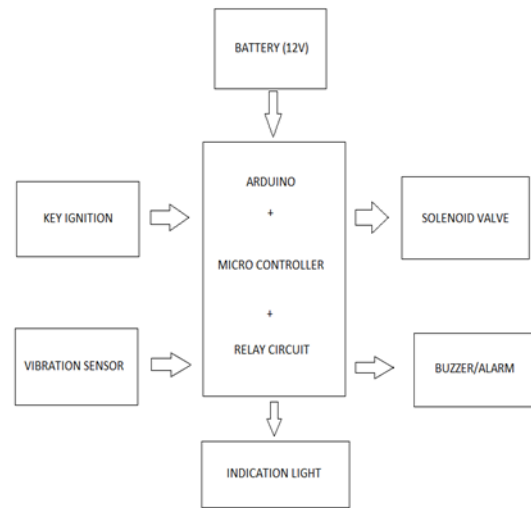 BATTERY (12V)
KEY IGNITION
ARDUINO
+
MICRO CONTROLLER
+
RELAY CIRCUIT
SOLENOID VALVE
VIBRATION SENSOR
BUZZER/ALARM
INDICATION LIGHT